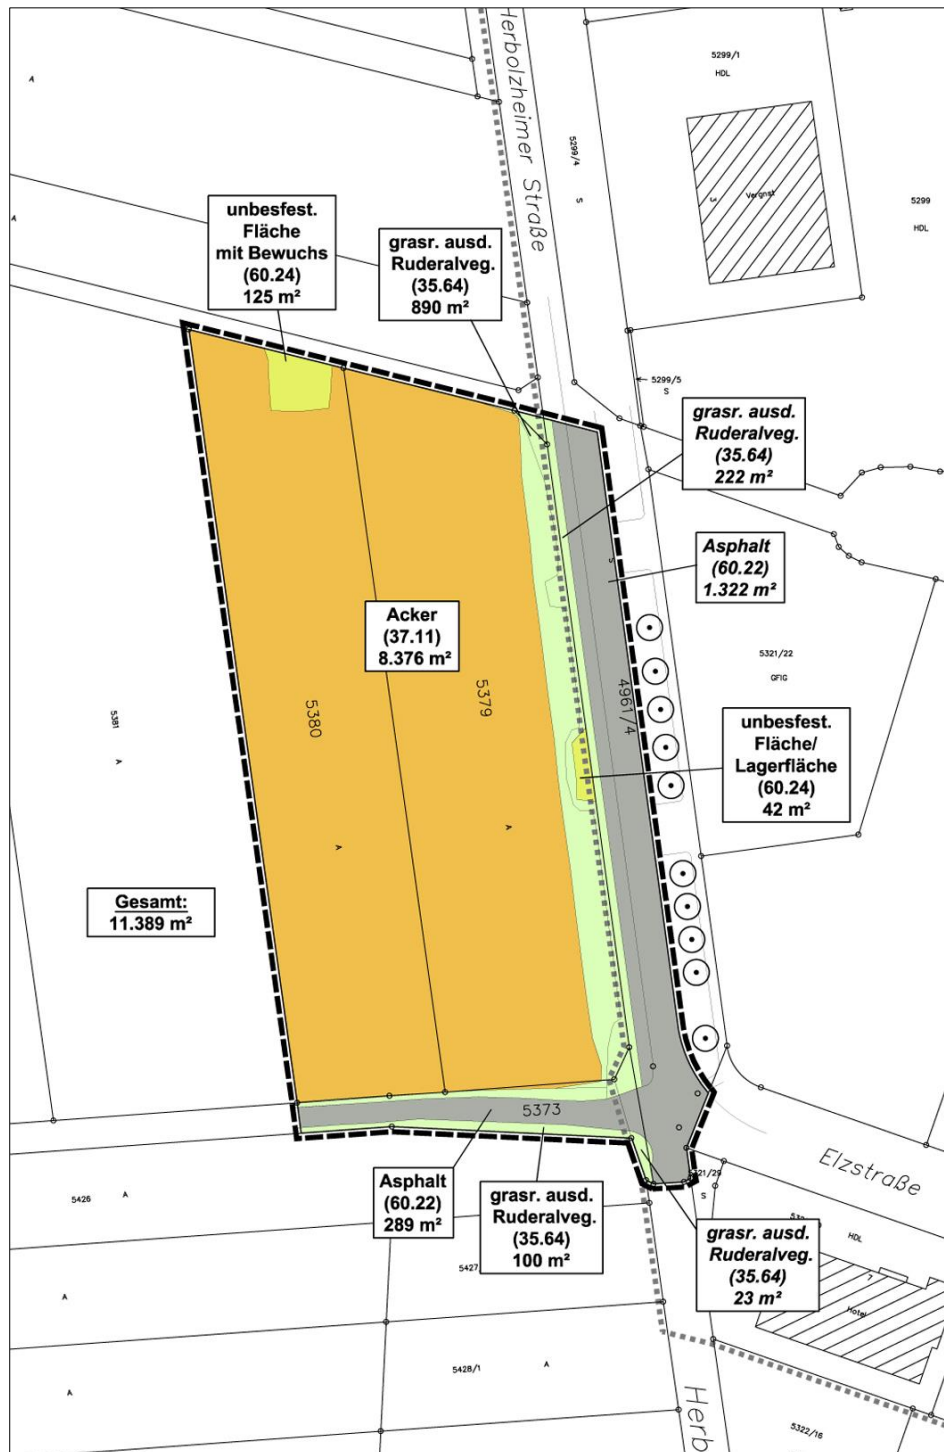 Herbolzheimer Straße
5299/1
HDL
5299/4
S
Vergnst
3
5299
HDL
A
A
unbesfest.
Fläche
mit Bewuchs
(60.24)
125 m²
grasr. ausd.
Ruderalveg.
(35.64)
890 m²
5299/5
S
grasr. ausd.
Ruderalveg.
(35.64)
222 m²
Asphalt
(60.22)
1.322 m²
S
Acker
(37.11)
8.376 m²
5321/22
GFIG
5380
5379
4961/4
5381
A
A
A
unbesfest.
Fläche/
Lagerfläche
(60.24)
42 m²
Gesamt:
11.389 m²
5373
Elzstraße
5321/29
S
5426
A
Asphalt
(60.22)
289 m²
grasr. ausd.
Ruderalveg.
(35.64)
100 m²
grasr. ausd.
Ruderalveg.
(35.64)
23 m²
HDL
7
Hotel
5427
A
5428/1
A
A
Herb
5322/16